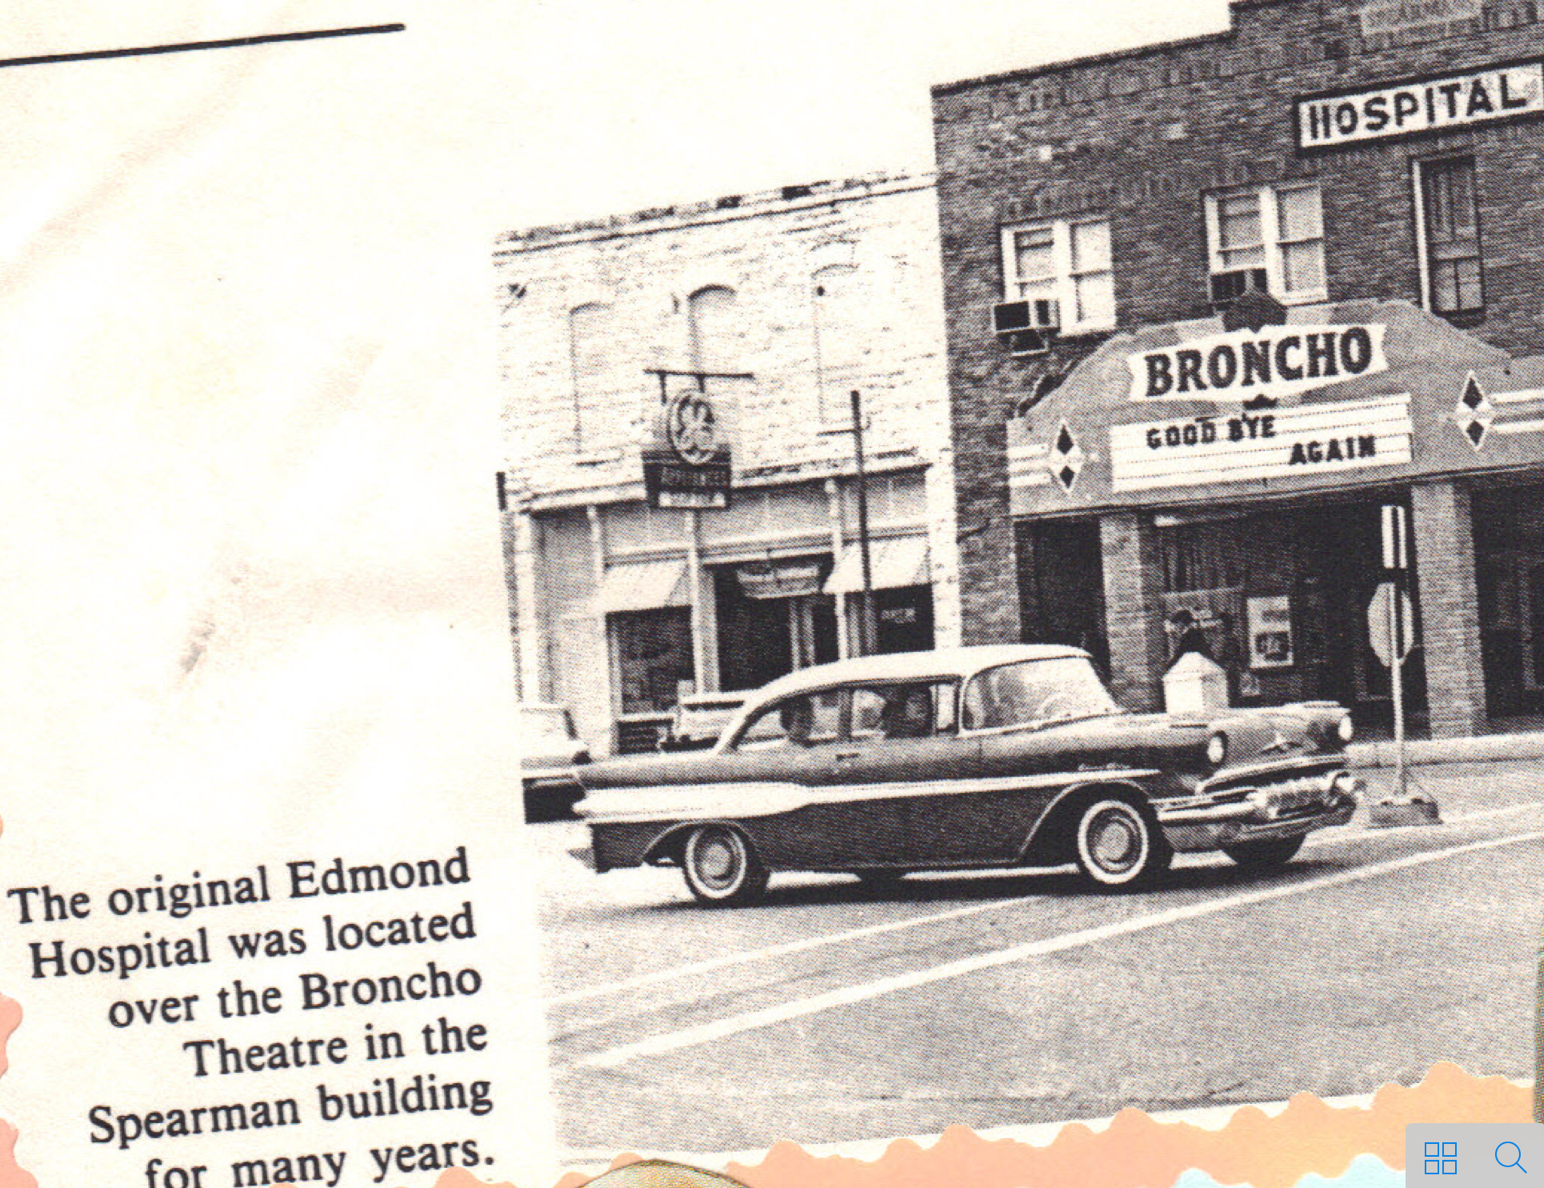 HOSPITAL
BRONCHO
GOOD BYE
AGAIN
The original Edmond
Hospital was located
over the Broncho
Theatre in the
Spearman building
for many years.